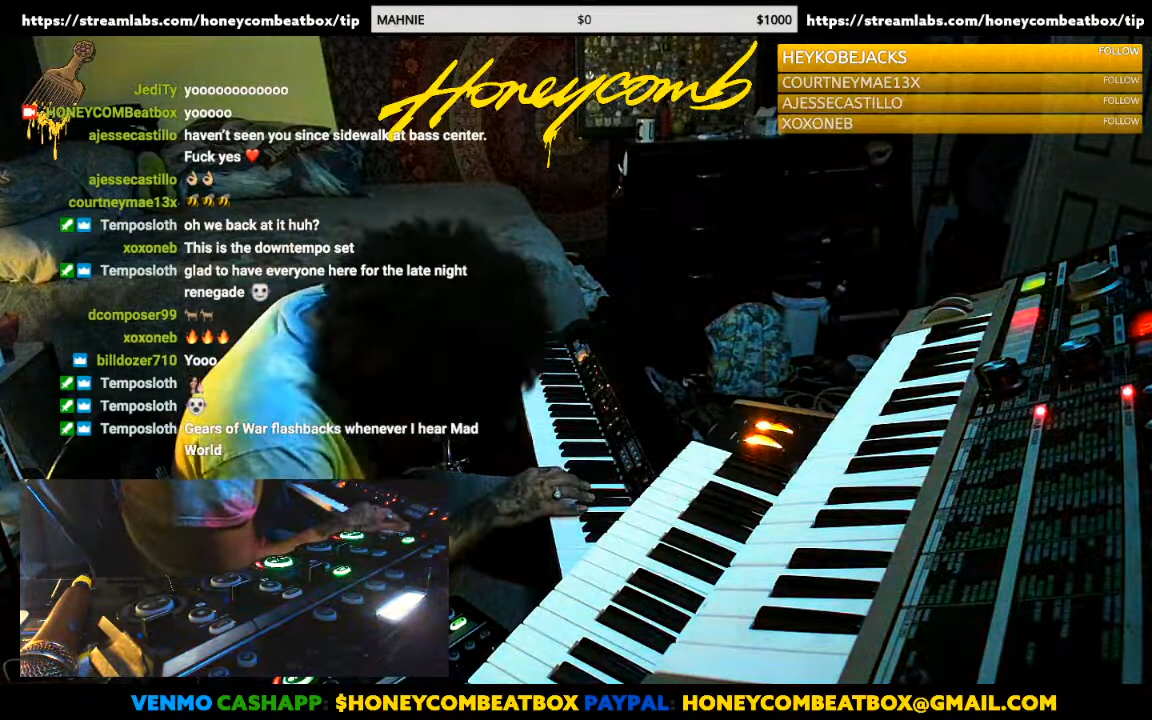 https://streamlabs.com/honeycombeatbox/tip
MAHNIE $0 $1000
https://streamlabs.com/honeycombeatbox/tip
Honeycomb
HEYKOBEJACKS FOLLOW
COURTNEYMAE13X FOLLOW
AJESSECASTILLO FOLLOW
XOXONEB FOLLOW
JediTy yoooooooooooo
HONEYCOMBeatbox yooooo
ajessecastillo haven't seen you since sidewalk at bass center.
Fuck yes ❤️
ajessecastillo 👌👌
courtneymae13x 🐝🐝🐝
Temposloth oh we back at it huh?
xoxoneb This is the downtempo set
Temposloth glad to have everyone here for the late night
renegade
dcomposer99 🐐🐐
xoxoneb 🔥🔥🔥
billdozer710 Yooo
Temposloth
Temposloth
Temposloth Gears of War flashbacks whenever I hear Mad
World
VENMO CASHAPP: $HONEYCOMBEATBOX PAYPAL: HONEYCOMBEATBOX@GMAIL.COM